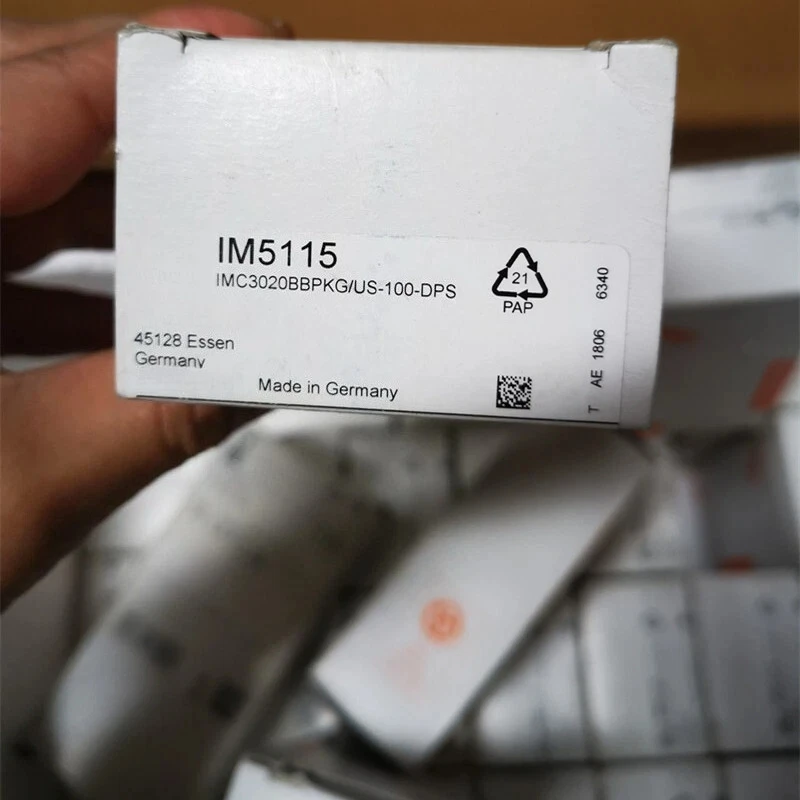 IM5115
IMC3020BBPKG/US-100-DPS
21
PAP
45128 Essen
Germany
Made in Germany
T AE 1806 6340